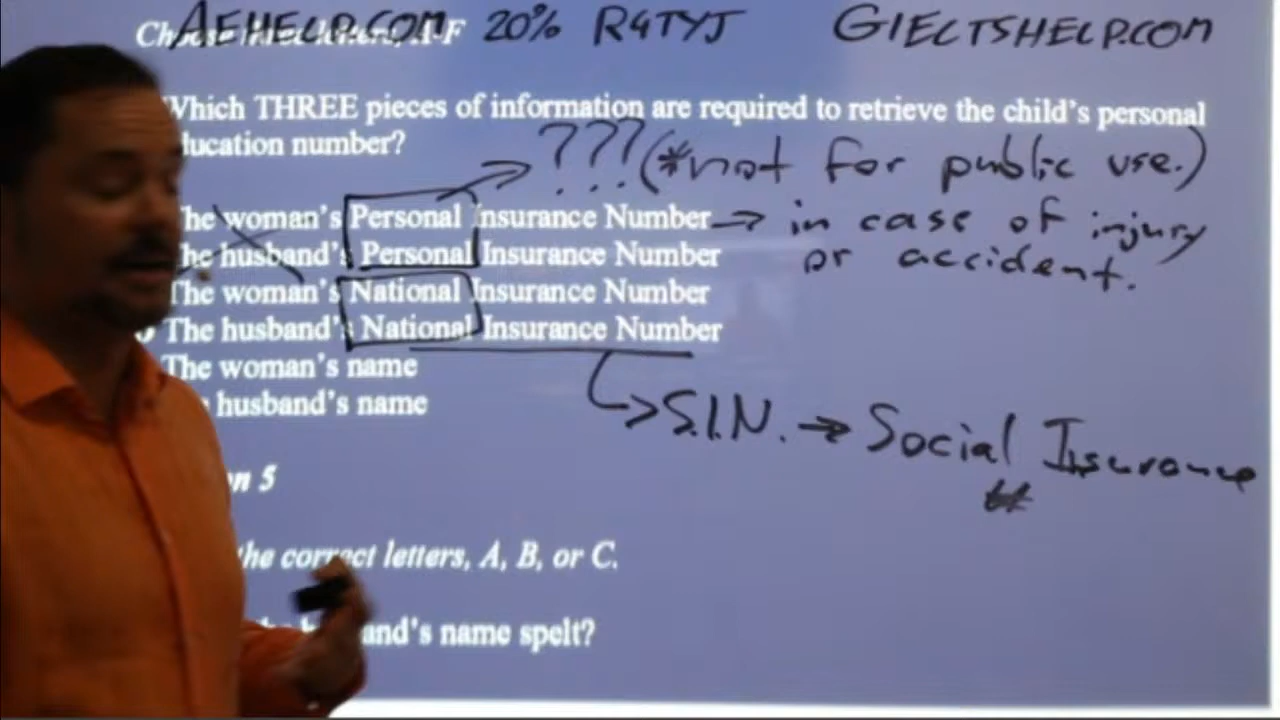 AEHELP.COM 20% R4TYJ GIELTSHELP.COM
letters, A-F
Which THREE pieces of information are required to retrieve the child's personal
ducation number?
??? (*not for public use.)
The woman's Personal Insurance Number → in case of injury
he husband's Personal Insurance Number or accident.
The woman's National Insurance Number
The husband's National Insurance Number
The woman's name
husband's name
→ S.I.N. → Social Insurance
#
n 5
the correct letters, A, B, or C.
and's name spelt?